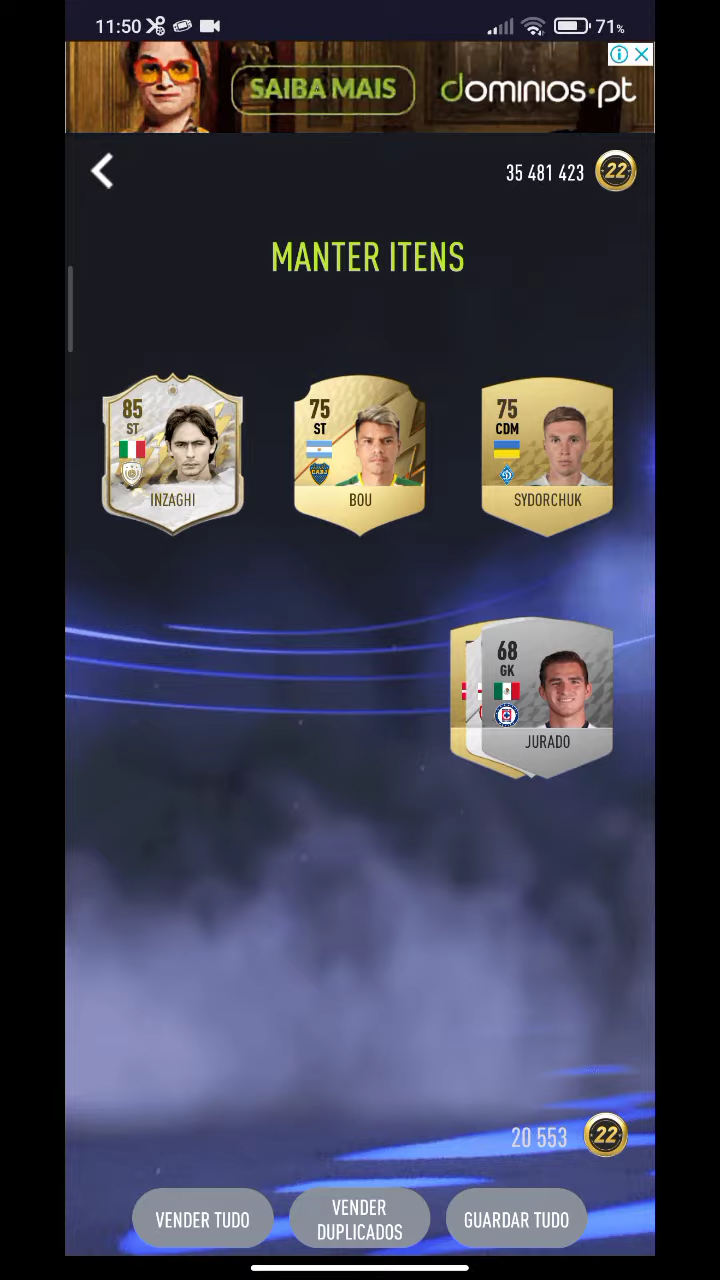 11:50
71%
SAIBA MAIS
dominios.pt
35 481 423
22
MANTER ITENS
85
ST
INZAGHI
75
ST
CABJ
BOU
75
CDM
SYDORCHUK
68
GK
JURADO
20 553
22
VENDER TUDO
VENDER
DUPLICADOS
GUARDAR TUDO